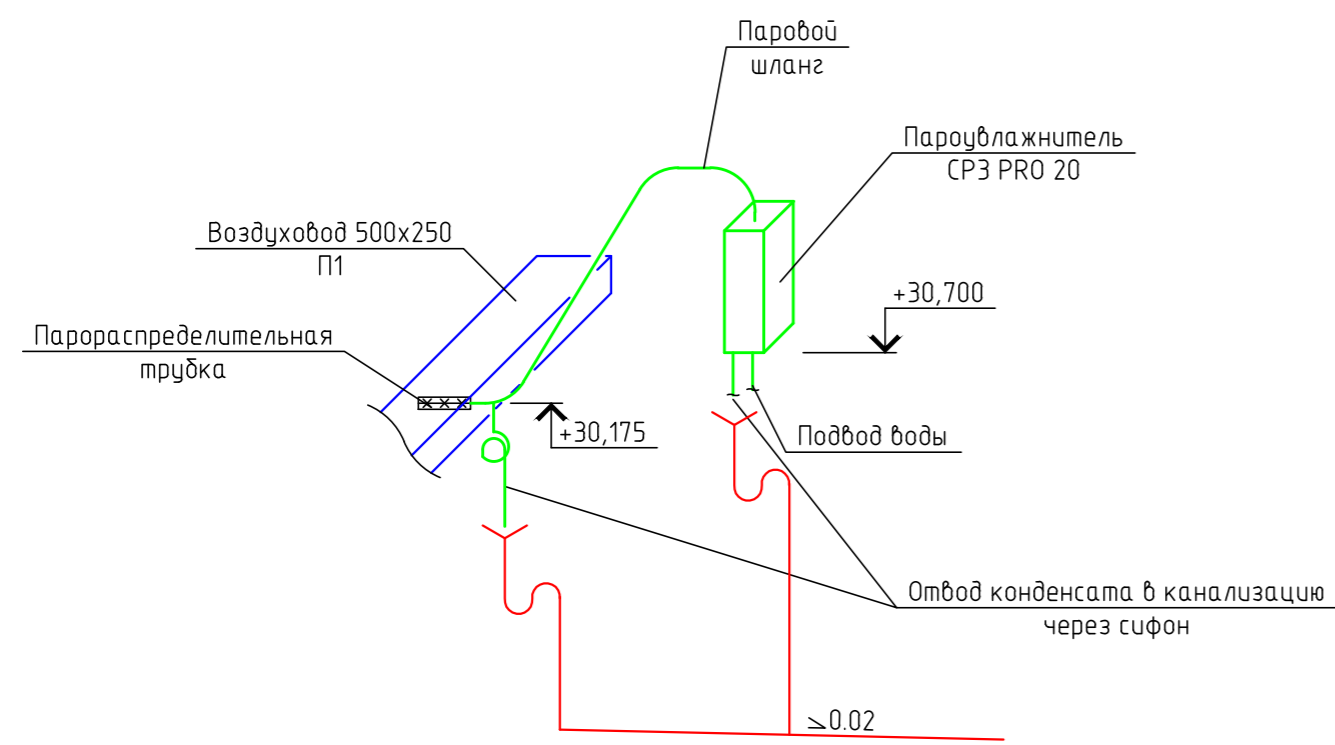 Паровой
шланг
Пароувлажнитель
CP3 PRO 20
Воздуховод 500х250
П1
+30,700
Парораспределительная
трубка
+30,175
Подвод воды
Отвод конденсата в канализацию
через сифон
⦣0.02